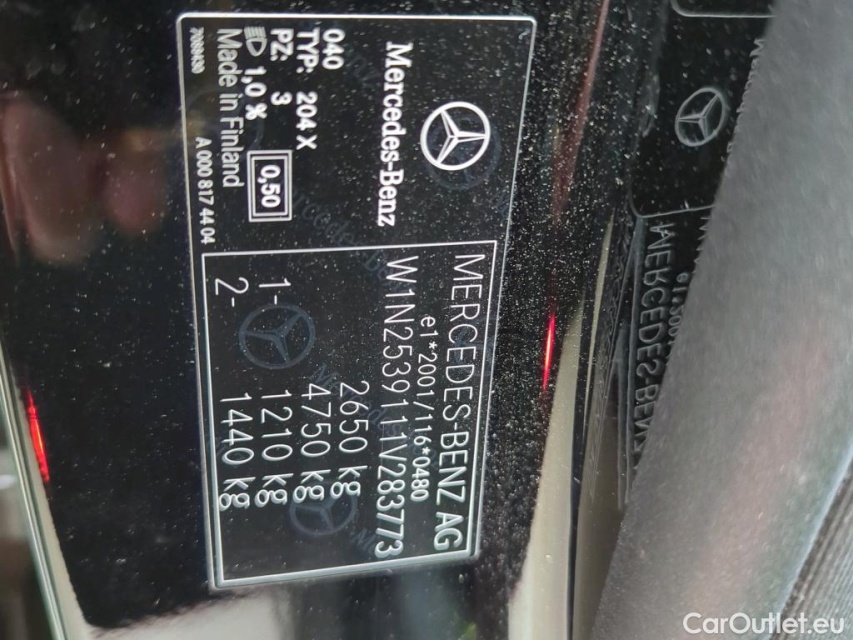 Mercedes-Benz
040
TYP: 204 X
PZ: 3
1,0 %
0,50
Made in Finland
7089430
A 000 817 44 04
MERCEDES-BENZ AG
e1*2001/116*0480
W1N2539111V283773
2650 kg
4750 kg
1- 1210 kg
2- 1440 kg
MERCEDES-BENZ
CarOutlet.eu